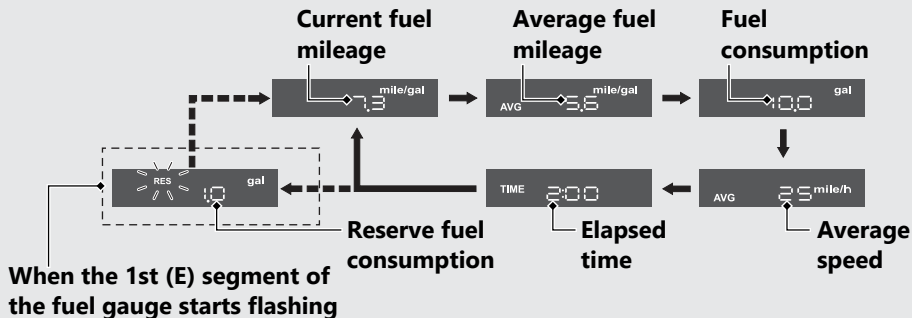 Current fuel
mileage
Average fuel
mileage
Fuel
consumption
7.3 mile/gal
AVG 5.6 mile/gal
10.0 gal
RES 1.0 gal
TIME 2:00
AVG 25 mile/h
Reserve fuel
consumption
Elapsed
time
Average
speed
When the 1st (E) segment of
the fuel gauge starts flashing